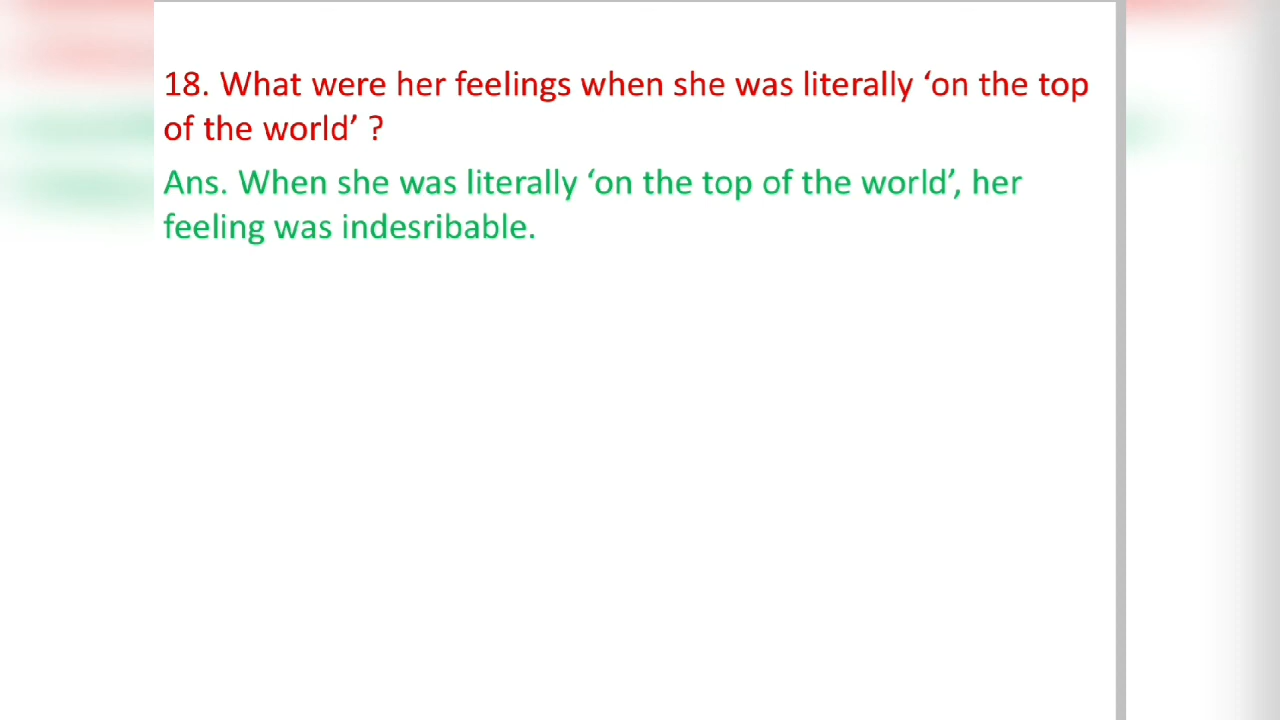 18. What were her feelings when she was literally ‘on the top
of the world’ ?
Ans. When she was literally ‘on the top of the world’, her
feeling was indesribable.